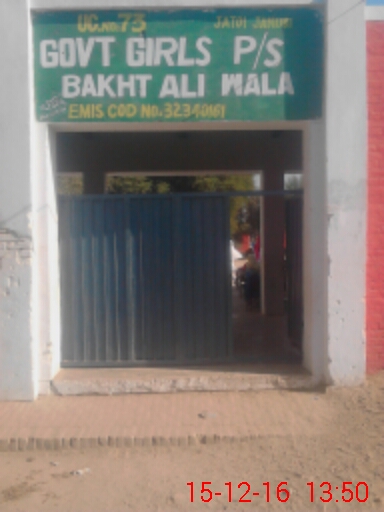 UC.NO.73 JATOI JANUBI
GOVT GIRLS P/S
BAKHT ALI WALA
EMIS COD NO.32340161
15-12-16 13:50